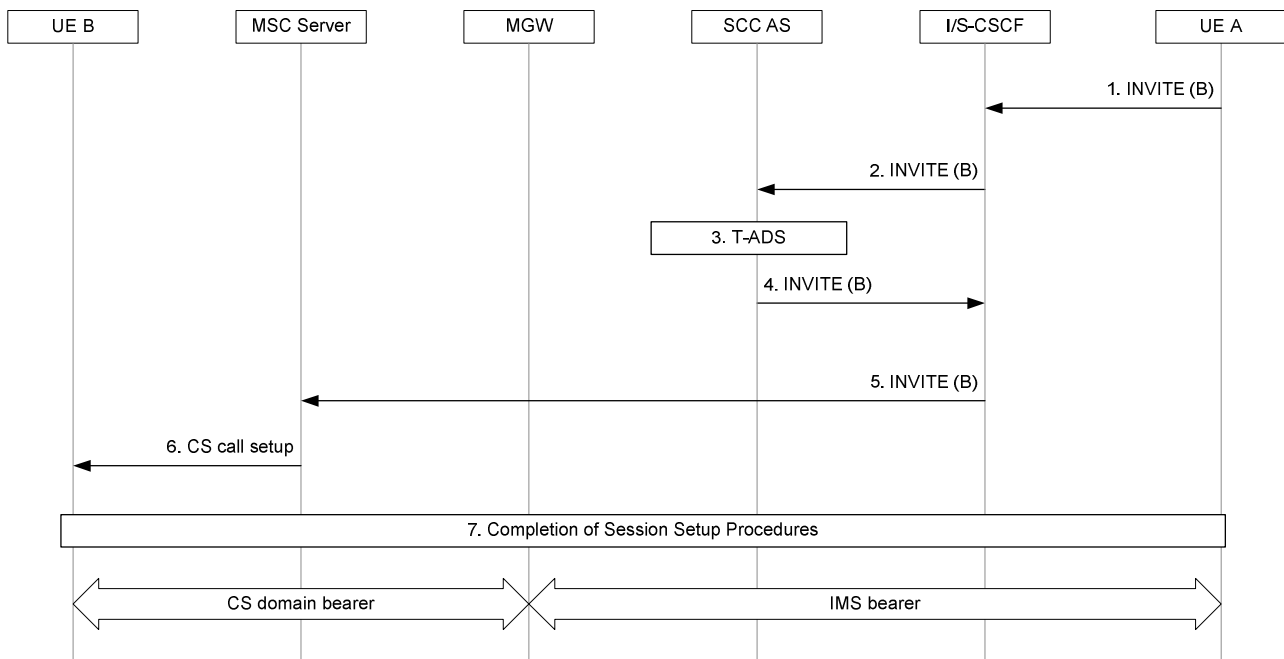 UE B
MSC Server
MGW
SCC AS
I/S-CSCF
UE A
1. INVITE (B)
2. INVITE (B)
3. T-ADS
4. INVITE (B)
5. INVITE (B)
6. CS call setup
7. Completion of Session Setup Procedures
CS domain bearer
IMS bearer